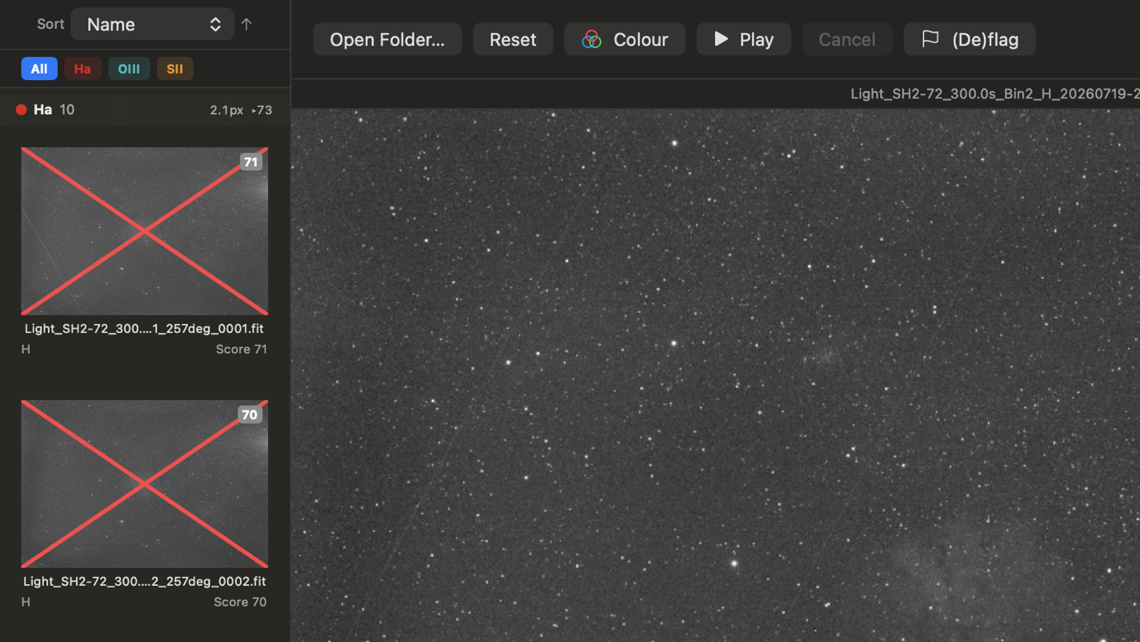 Sort Name
Open Folder... Reset Colour Play Cancel (De)flag
All Ha OIII SII
Light_SH2-72_300.0s_Bin2_H_20260719-2
Ha 10 2.1px ▸73
71
Light_SH2-72_300....1_257deg_0001.fit
H Score 71
70
Light_SH2-72_300....2_257deg_0002.fit
H Score 70